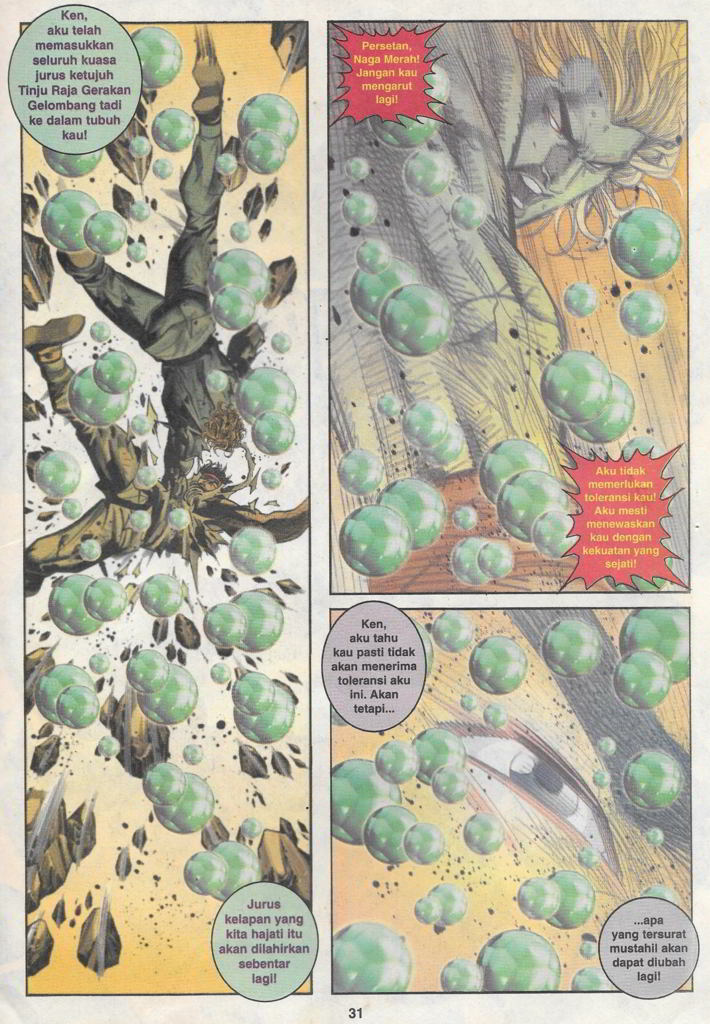 Ken,
aku telah
memasukkan
seluruh kuasa
jurus ketujuh
Tinju Raja Gerakan
Gelombang tadi
ke dalam tubuh
kau!
Jurus
kelapan yang
kita hajati itu
akan dilahirkan
sebentar
lagi!
Persetan,
Naga Merah!
Jangan kau
mengarut
lagi!
Aku tidak
memerlukan
toleransi kau!
Aku mesti
menewaskan
kau dengan
kekuatan yang
sejati!
Ken,
aku tahu
kau pasti tidak
akan menerima
toleransi aku
ini. Akan
tetapi...
...apa
yang tersurat
mustahil akan
dapat diubah
lagi!
31